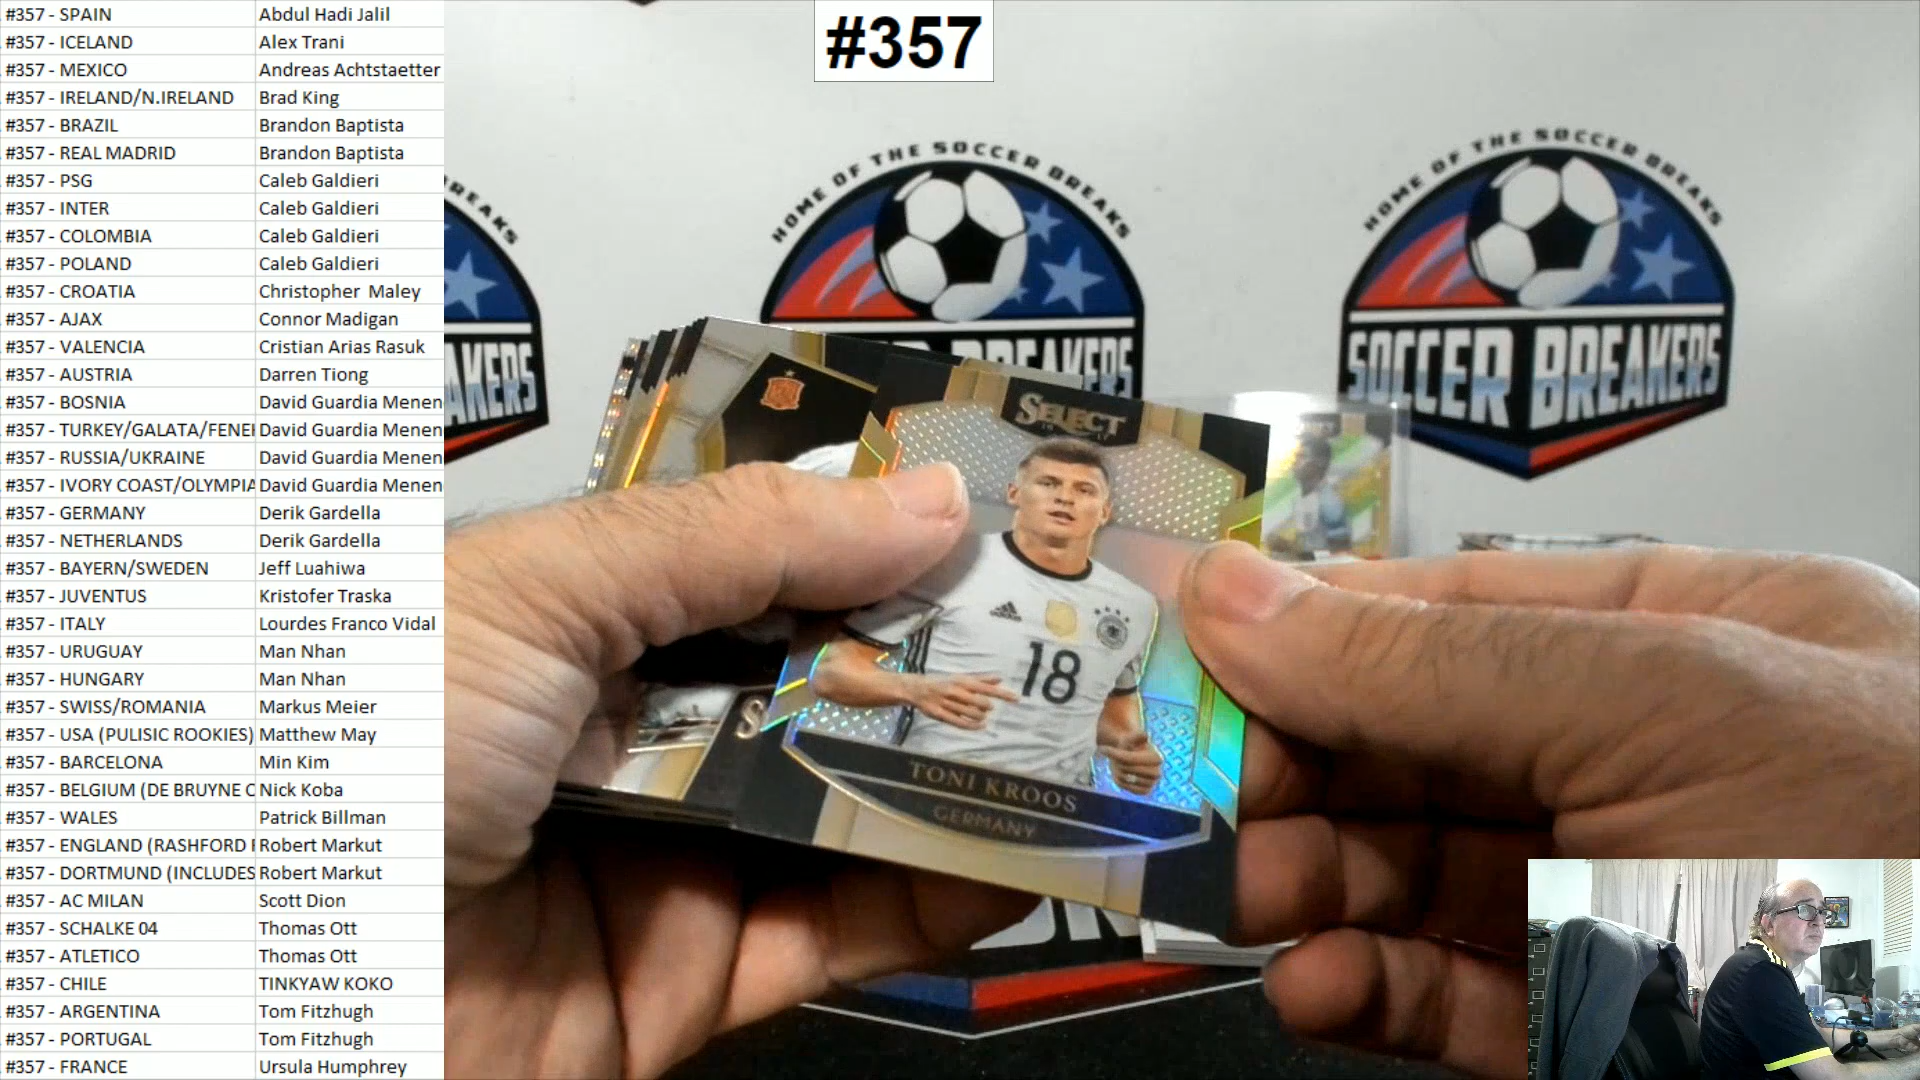 #357 - SPAIN Abdul Hadi Jalil
#357 - ICELAND Alex Trani
#357 - MEXICO Andreas Achtstaetter
#357 - IRELAND/N.IRELAND Brad King
#357 - BRAZIL Brandon Baptista
#357 - REAL MADRID Brandon Baptista
#357 - PSG Caleb Galdieri
#357 - INTER Caleb Galdieri
#357 - COLOMBIA Caleb Galdieri
#357 - POLAND Caleb Galdieri
#357 - CROATIA Christopher Maley
#357 - AJAX Connor Madigan
#357 - VALENCIA Cristian Arias Rasuk
#357 - AUSTRIA Darren Tiong
#357 - BOSNIA David Guardia Menen
#357 - TURKEY/GALATA/FENE David Guardia Menen
#357 - RUSSIA/UKRAINE David Guardia Menen
#357 - IVORY COAST/OLYMPIA David Guardia Menen
#357 - GERMANY Derik Gardella
#357 - NETHERLANDS Derik Gardella
#357 - BAYERN/SWEDEN Jeff Luahiwa
#357 - JUVENTUS Kristofer Traska
#357 - ITALY Lourdes Franco Vidal
#357 - URUGUAY Man Nhan
#357 - HUNGARY Man Nhan
#357 - SWISS/ROMANIA Markus Meier
#357 - USA (PULISIC ROOKIES) Matthew May
#357 - BARCELONA Min Kim
#357 - BELGIUM (DE BRUYNE C Nick Koba
#357 - WALES Patrick Billman
#357 - ENGLAND (RASHFORD Robert Markut
#357 - DORTMUND (INCLUDES Robert Markut
#357 - AC MILAN Scott Dion
#357 - SCHALKE 04 Thomas Ott
#357 - ATLETICO Thomas Ott
#357 - CHILE TINKYAW KOKO
#357 - ARGENTINA Tom Fitzhugh
#357 - PORTUGAL Tom Fitzhugh
#357 - FRANCE Ursula Humphrey
#357
REAKS
AKERS
HOME OF THE SOCCER BREAKS
BREAKERS
HOME OF THE SOCCER BREAKS
SOCCER BREAKERS
SELECT
18
TONI KROOS
GERMANY
S